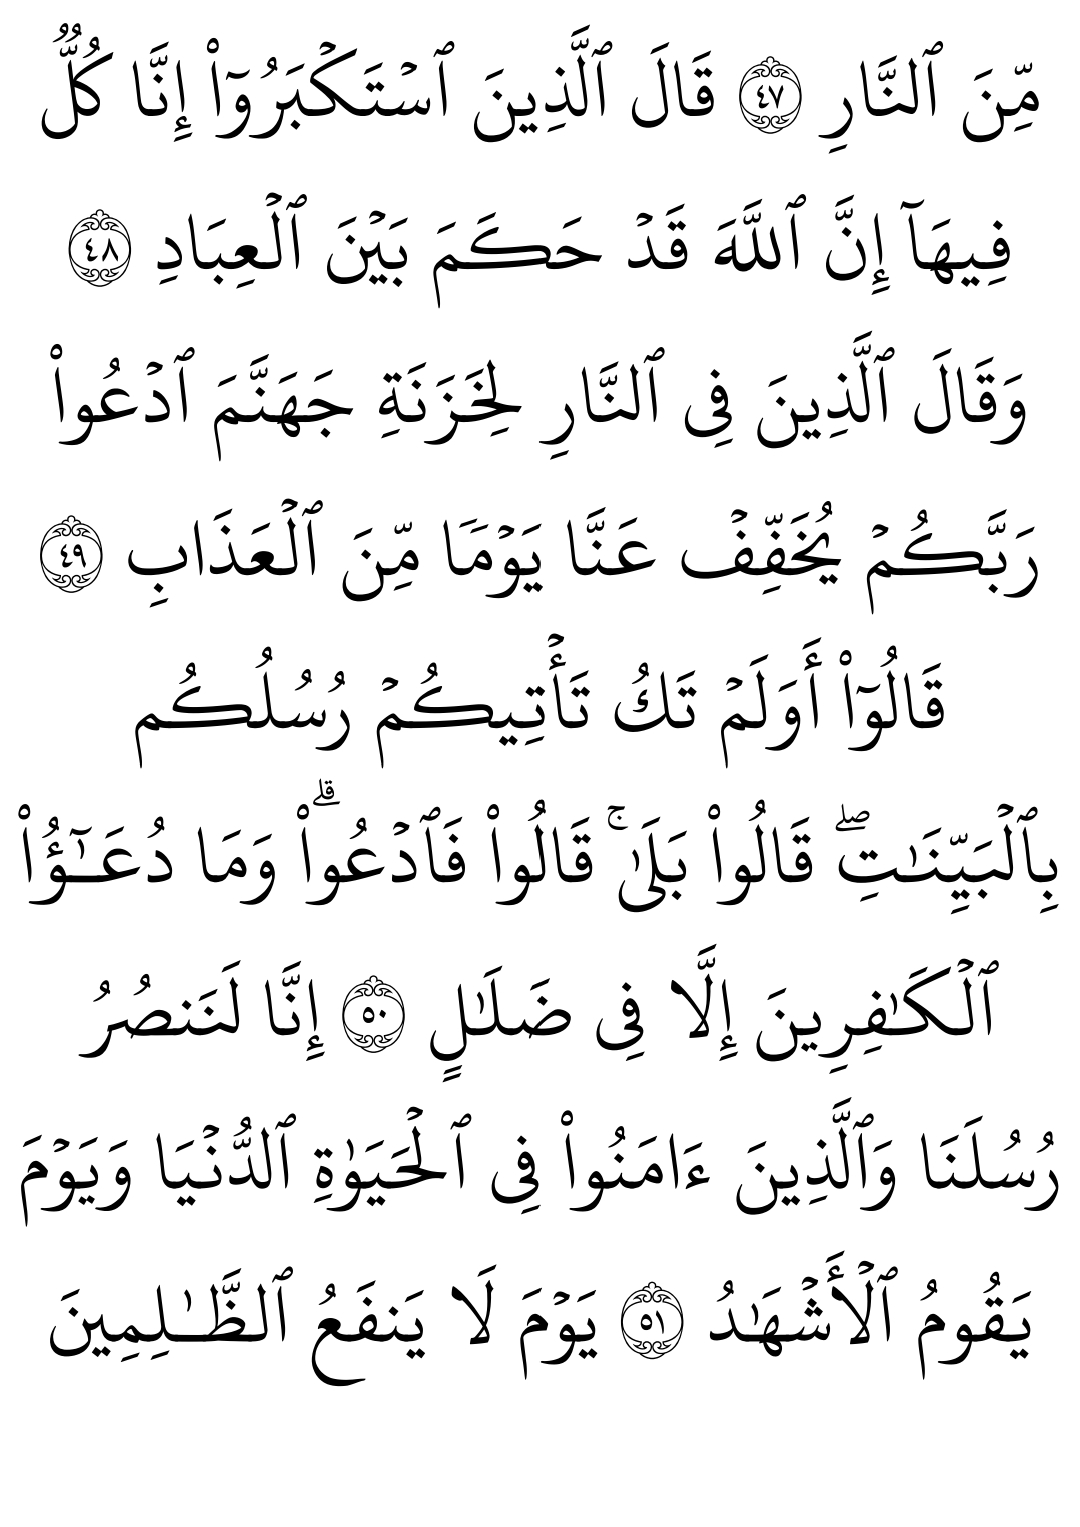 مِّنَ ٱلنَّارِ ٤٧ قَالَ ٱلَّذِينَ ٱسۡتَكۡبَرُوٓاْ إِنَّا كُلّٞ
فِيهَآ إِنَّ ٱللَّهَ قَدۡ حَكَمَ بَيۡنَ ٱلۡعِبَادِ ٤٨
وَقَالَ ٱلَّذِينَ فِي ٱلنَّارِ لِخَزَنَةِ جَهَنَّمَ ٱدۡعُواْ
رَبَّكُمۡ يُخَفِّفۡ عَنَّا يَوۡمٗا مِّنَ ٱلۡعَذَابِ ٤٩
قَالُوٓاْ أَوَلَمۡ تَكُ تَأۡتِيكُمۡ رُسُلُكُم
بِٱلۡبَيِّنَٰتِۖ قَالُواْ بَلَىٰۚ قَالُواْ فَٱدۡعُواْۗ وَمَا دُعَٰٓؤُاْ
ٱلۡكَٰفِرِينَ إِلَّا فِي ضَلَٰلٍ ٥٠ إِنَّا لَنَنصُرُ
رُسُلَنَا وَٱلَّذِينَ ءَامَنُواْ فِي ٱلۡحَيَوٰةِ ٱلدُّنۡيَا وَيَوۡمَ
يَقُومُ ٱلۡأَشۡهَٰدُ ٥١ يَوۡمَ لَا يَنفَعُ ٱلظَّٰلِمِينَ